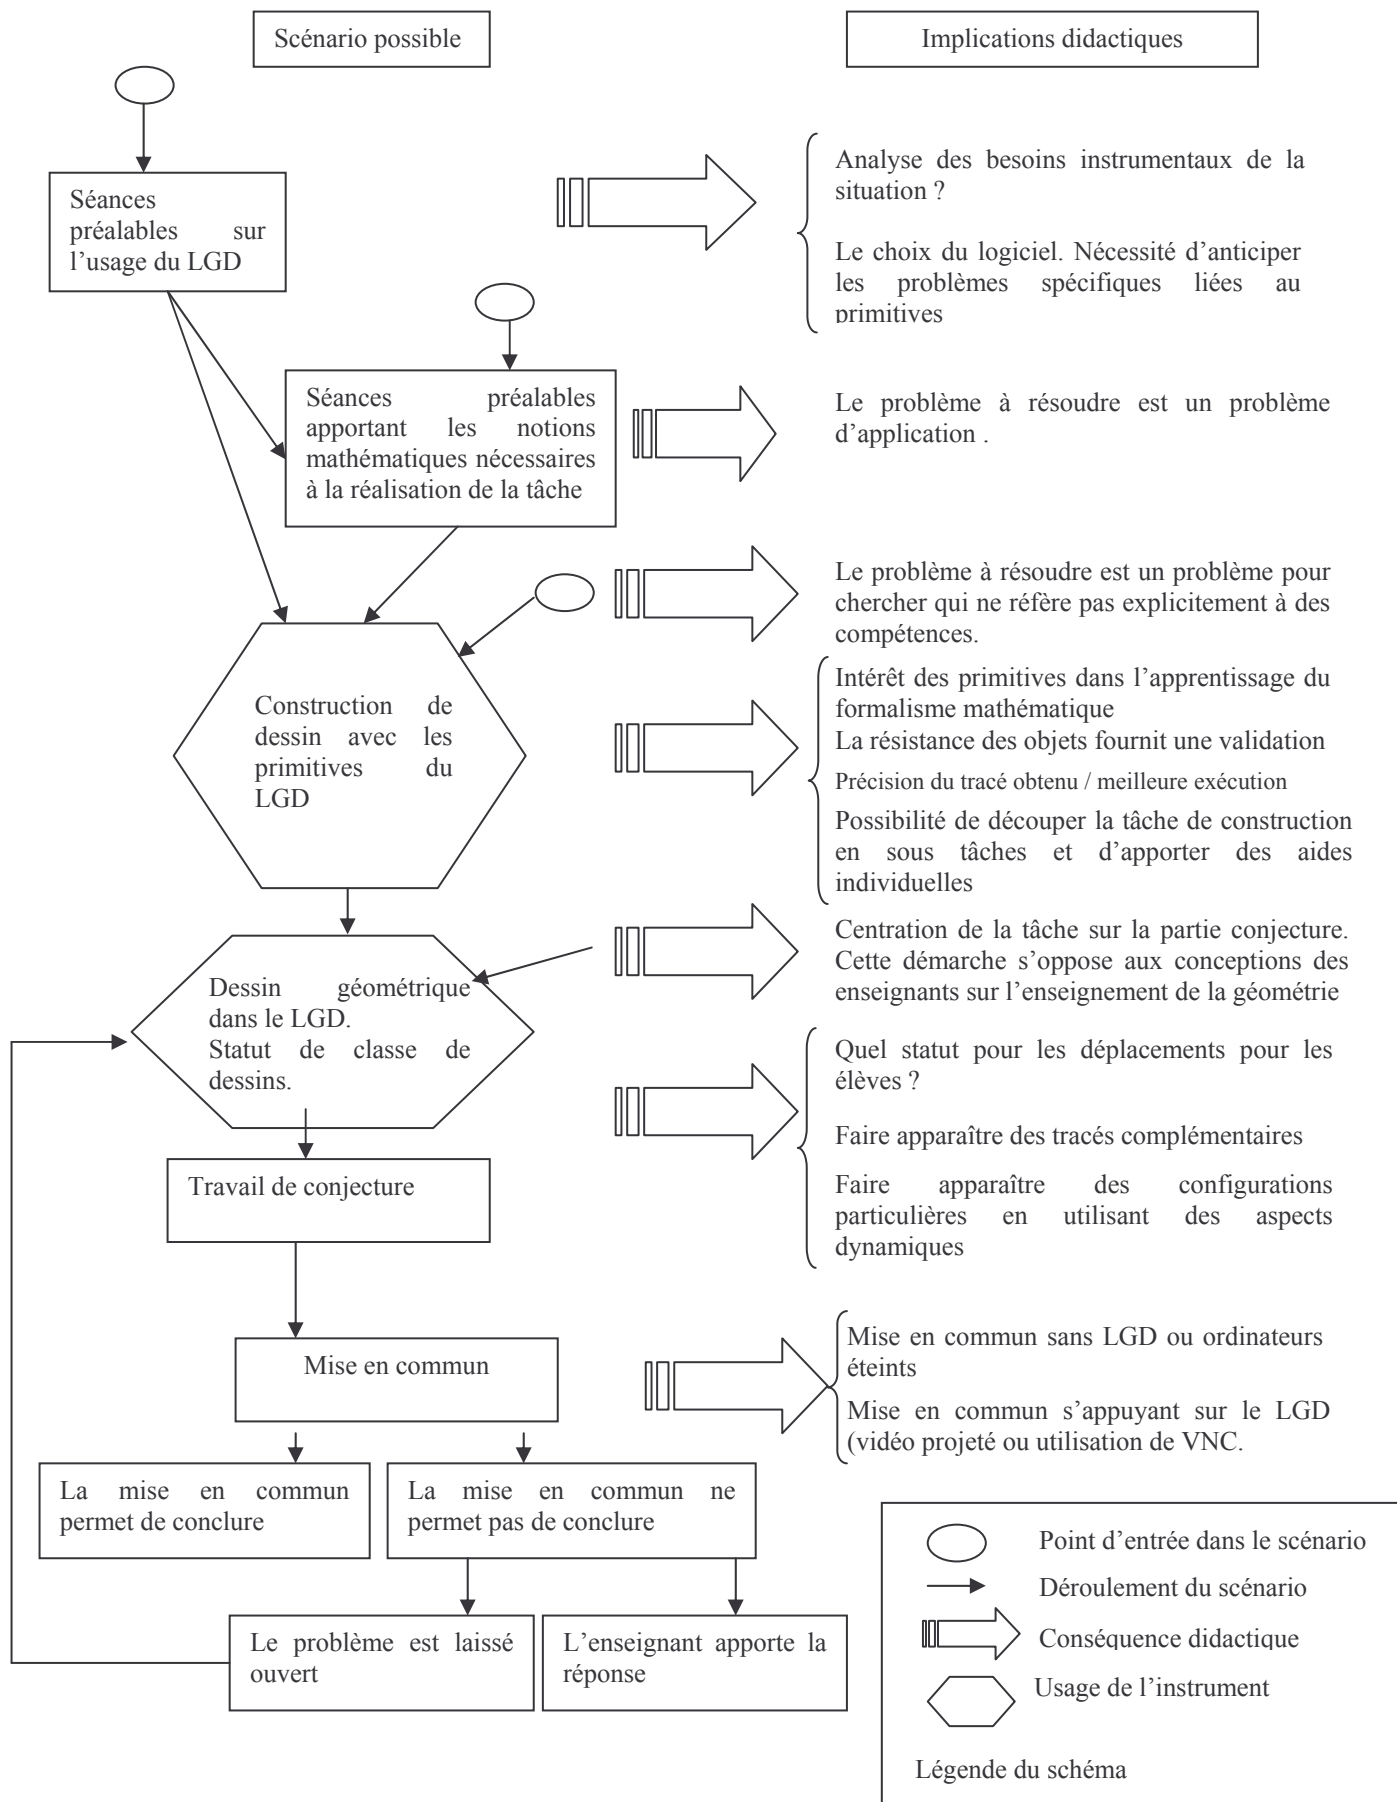 Scénario possible
Implications didactiques
Séances
préalables sur
l’usage du LGD
Analyse des besoins instrumentaux de la
situation ?
Le choix du logiciel. Nécessité d’anticiper
les problèmes spécifiques liées au
primitives
Séances préalables
apportant les notions
mathématiques nécessaires
à la réalisation de la tâche
Le problème à résoudre est un problème
d’application .
Le problème à résoudre est un problème pour
chercher qui ne réfère pas explicitement à des
compétences.
Construction de
dessin avec les
primitives du
LGD
Intérêt des primitives dans l’apprentissage du
formalisme mathématique
La résistance des objets fournit une validation
Précision du tracé obtenu / meilleure exécution
Possibilité de découper la tâche de construction
en sous tâches et d’apporter des aides
individuelles
Centration de la tâche sur la partie conjecture.
Cette démarche s’oppose aux conceptions des
enseignants sur l’enseignement de la géométrie
Dessin géométrique
dans le LGD.
Statut de classe de
dessins.
Quel statut pour les déplacements pour les
élèves ?
Faire apparaître des tracés complémentaires
Faire apparaître des configurations
particulières en utilisant des aspects
dynamiques
Travail de conjecture
Mise en commun
Mise en commun sans LGD ou ordinateurs
éteints
Mise en commun s’appuyant sur le LGD
(vidéo projeté ou utilisation de VNC.
La mise en commun
permet de conclure
La mise en commun ne
permet pas de conclure
Le problème est laissé
ouvert
L’enseignant apporte la
réponse
Point d’entrée dans le scénario
Déroulement du scénario
Conséquence didactique
Usage de l’instrument
Légende du schéma